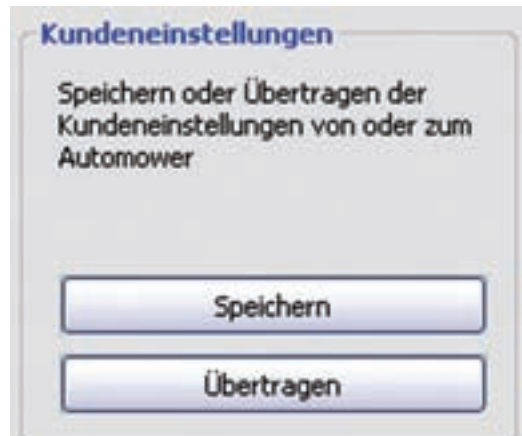 Kundeneinstellungen
Speichern oder Übertragen der
Kundeneinstellungen von oder zum
Automower
Speichern
Übertragen